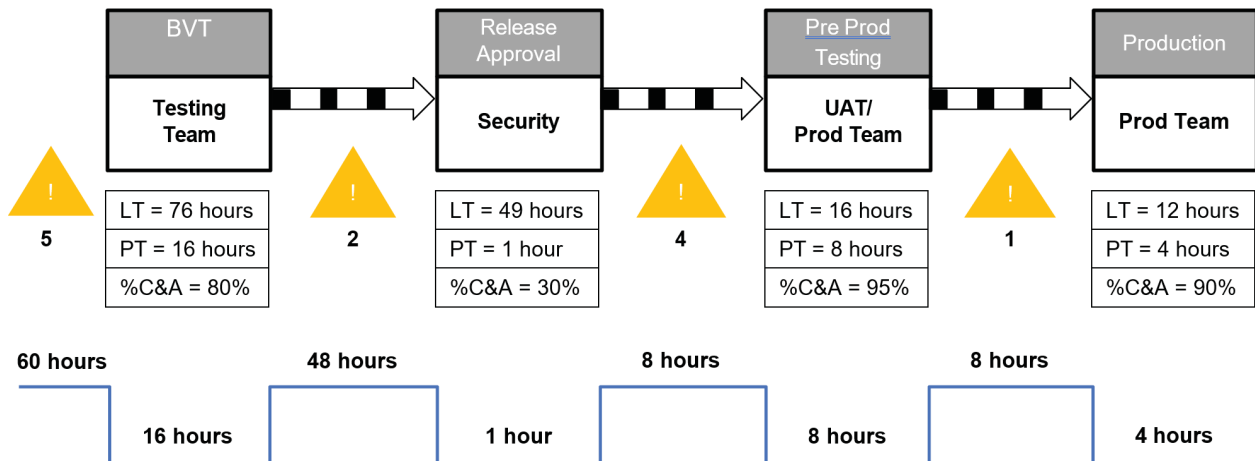 BVT
Testing
Team
Release
Approval
Security
Pre Prod
Testing
UAT/
Prod Team
Production
Prod Team
!
5
!
2
!
4
!
1
LT = 76 hours
PT = 16 hours
%C&A = 80%
LT = 49 hours
PT = 1 hour
%C&A = 30%
LT = 16 hours
PT = 8 hours
%C&A = 95%
LT = 12 hours
PT = 4 hours
%C&A = 90%
60 hours
48 hours
8 hours
8 hours
16 hours
1 hour
8 hours
4 hours